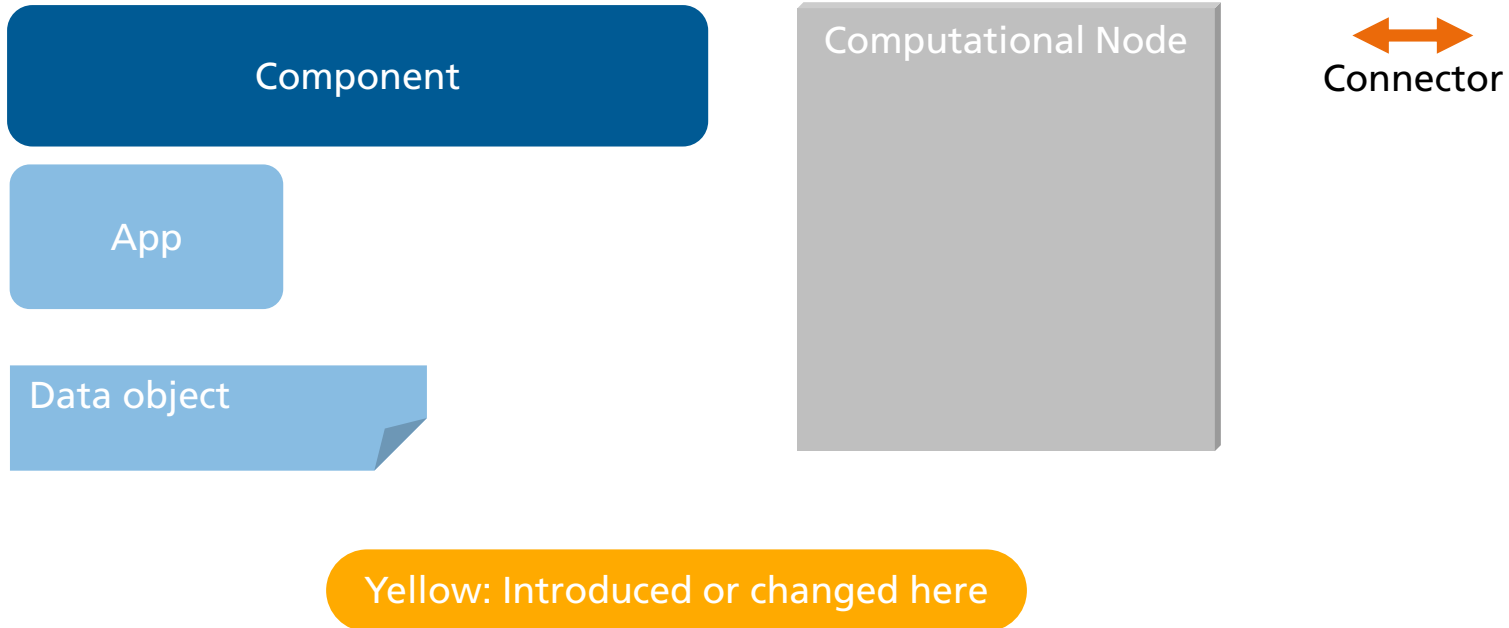 Component
Computational Node
Connector
App
Data object
Yellow: Introduced or changed here